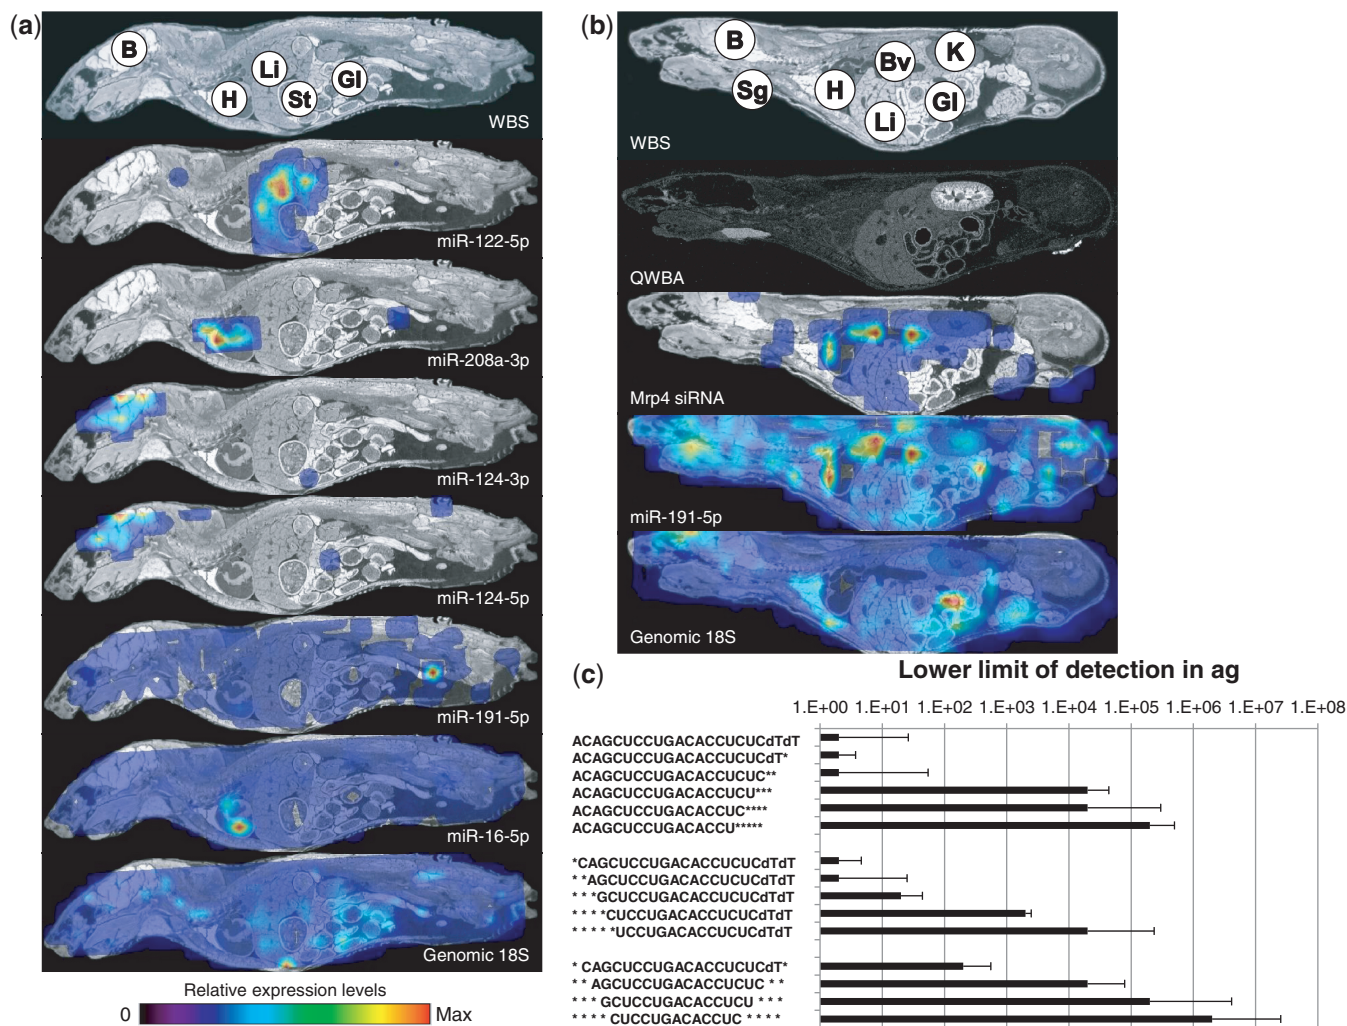 (a)
B
H
Li
St
Gl
WBS
miR-122-5p
miR-208a-3p
miR-124-3p
miR-124-5p
miR-191-5p
miR-16-5p
Genomic 18S
Relative expression levels
0
Max
(b)
B
Sg
H
Bv
Li
K
Gl
WBS
QWBA
Mrp4 siRNA
miR-191-5p
Genomic 18S
(c)
Lower limit of detection in ag
1.E+00 1.E+01 1.E+02 1.E+03 1.E+04 1.E+05 1.E+06 1.E+07 1.E+08
ACAGCUCCUGACACCUCUCdTdT
ACAGCUCCUGACACCUCUCdT*
ACAGCUCCUGACACCUCUC**
ACAGCUCCUGACACCUCU***
ACAGCUCCUGACACCUC****
ACAGCUCCUGACACCU*****
*CAGCUCCUGACACCUCUCdTdT
* *AGCUCCUGACACCUCUCdTdT
* * *GCUCCUGACACCUCUCdTdT
* * * *CUCCUGACACCUCUCdTdT
* * * * *UCCUGACACCUCUCdTdT
* CAGCUCCUGACACCUCUCdT*
* * AGCUCCUGACACCUCUC * *
* * * GCUCCUGACACCUCU * * *
* * * * CUCCUGACACCUC * * * *